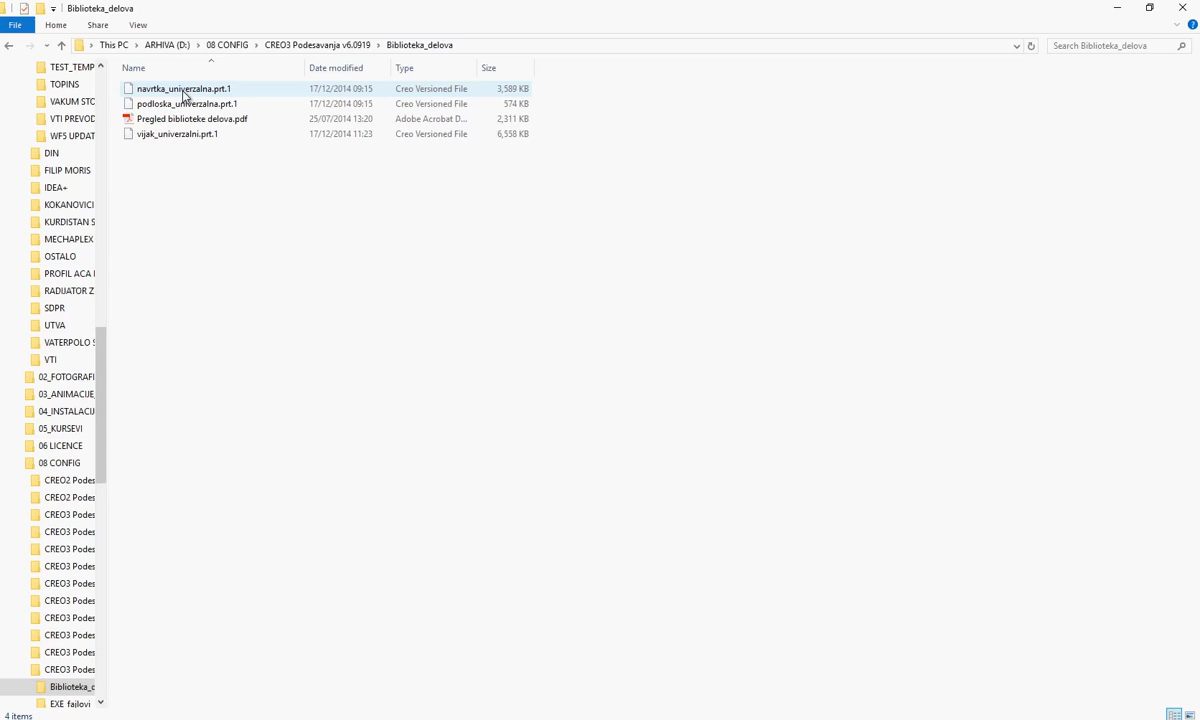 Biblioteka_delova
File Home Share View
This PC ARHIVA (D:) 08 CONFIG CREO3 Podesavanja v6.0919 Biblioteka_delova
Search Biblioteka_delova
Name Date modified Type Size
navrtka_univerzalna.prt.1 17/12/2014 09:15 Creo Versioned File 3,589 KB
podloska_univerzalna.prt.1 17/12/2014 09:15 Creo Versioned File 574 KB
Pregled biblioteke delova.pdf 25/07/2014 13:20 Adobe Acrobat D... 2,311 KB
vijak_univerzalni.prt.1 17/12/2014 11:23 Creo Versioned File 6,558 KB
TEST_TEMP
TOPINS
VAKUM STO
VTI PREVOD
WF5 UPDAT
DIN
FILIP MORIS
IDEA+
KOKANOVICI
KURDISTAN S
MECHAPLEX
OSTALO
PROFIL ACA
RADIJATOR Z
SDPR
UTVA
VATERPOLO S
VTI
02_FOTOGRAFI
03_ANIMACIJE_
04_INSTALACIJ
05_KURSEVI
06 LICENCE
08 CONFIG
CREO2 Podes
CREO2 Podes
CREO3 Podes
CREO3 Podes
CREO3 Podes
CREO3 Podes
CREO3 Podes
CREO3 Podes
CREO3 Podes
CREO3 Podes
CREO3 Podes
CREO3 Podes
Biblioteka_d
EXE_fajlovi
4 items